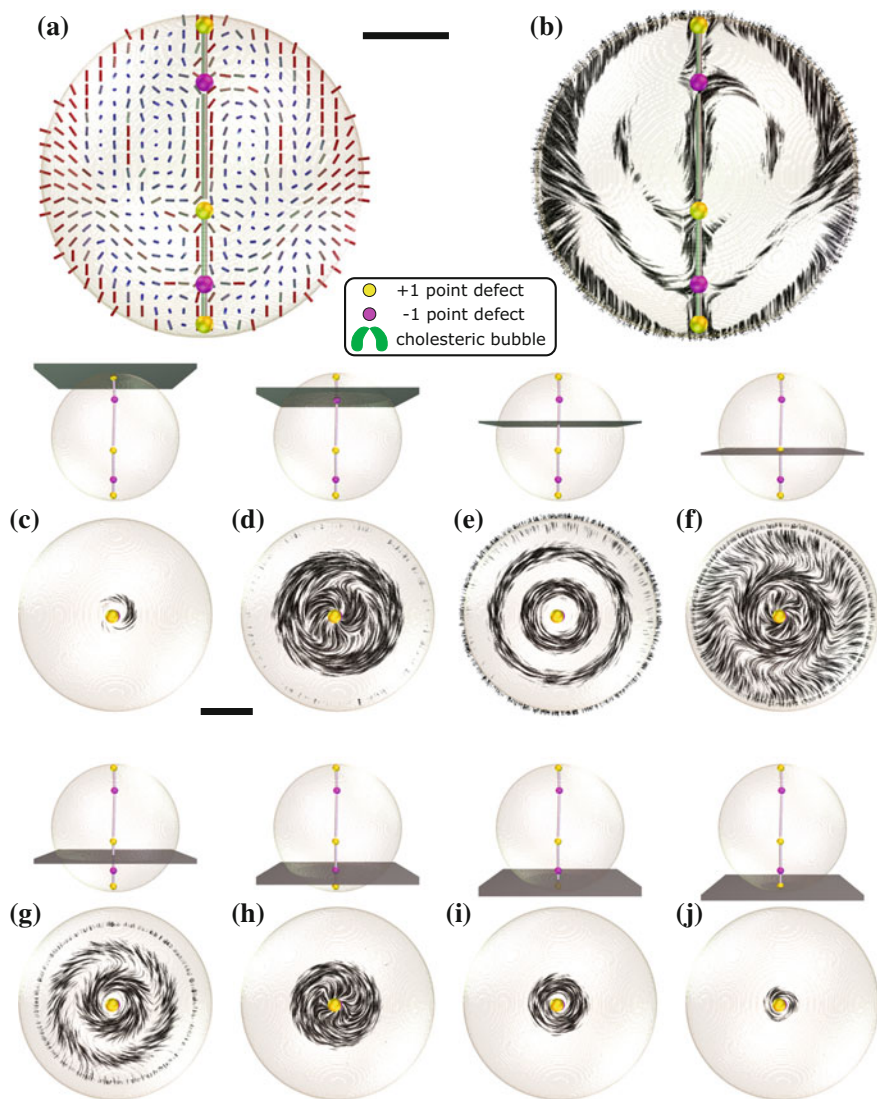 (a) (b)
+1 point defect
-1 point defect
cholesteric bubble
(c) (d) (e) (f)
(g) (h) (i) (j)